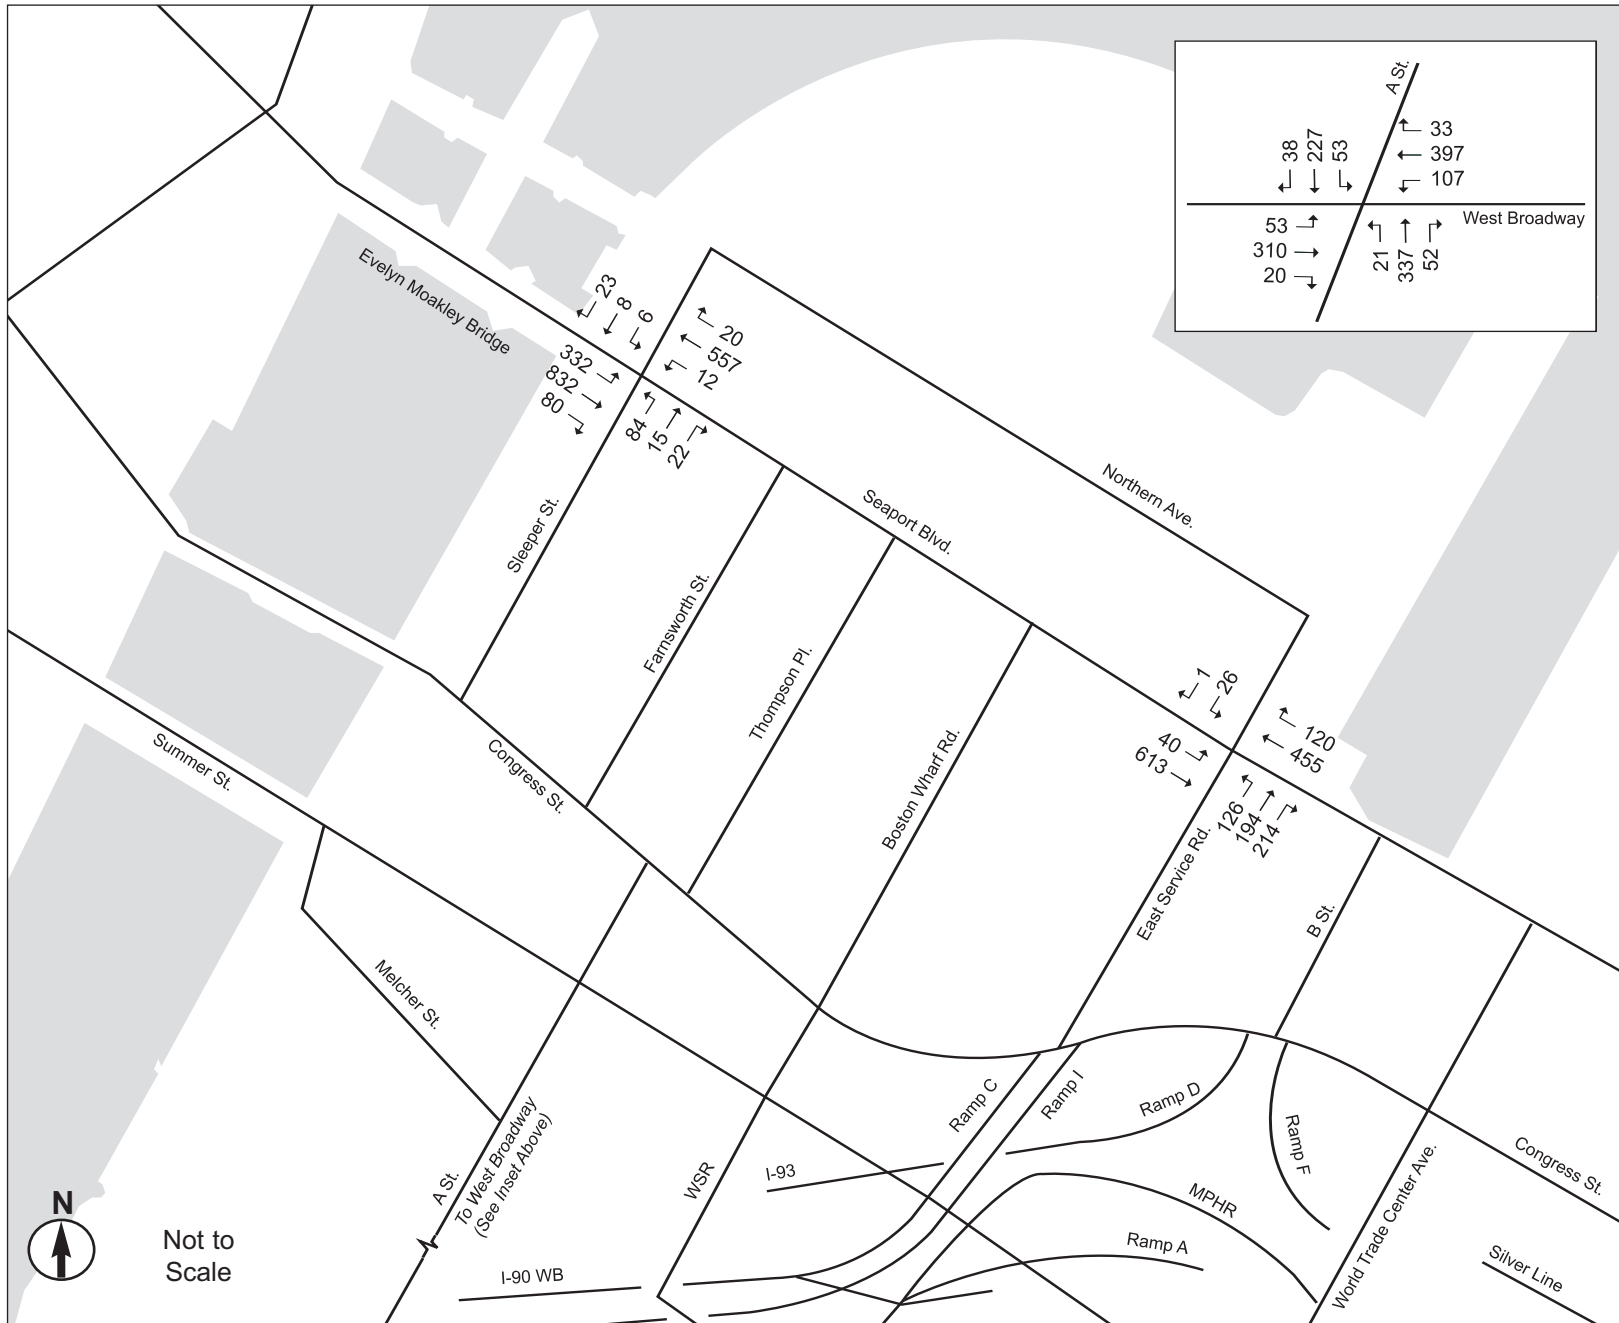 A St.
38
227
53
33
397
107
West Broadway
53
310
20
21
337
52
Evelyn Moakley Bridge
23
8
6
20
557
12
332
832
80
84
15
22
Northern Ave.
Seaport Blvd.
Sleeper St.
Farnsworth St.
Thompson Pl.
Boston Wharf Rd.
1
26
120
455
40
613
126
194
214
East Service Rd.
B St.
Summer St.
Congress St.
Melcher St.
A St.
To West Broadway
(See Inset Above)
WSR
Ramp C
Ramp I
Ramp D
Ramp F
I-93
MPHR
Ramp A
World Trade Center Ave.
Congress St.
Silver Line
I-90 WB
N
Not to
Scale